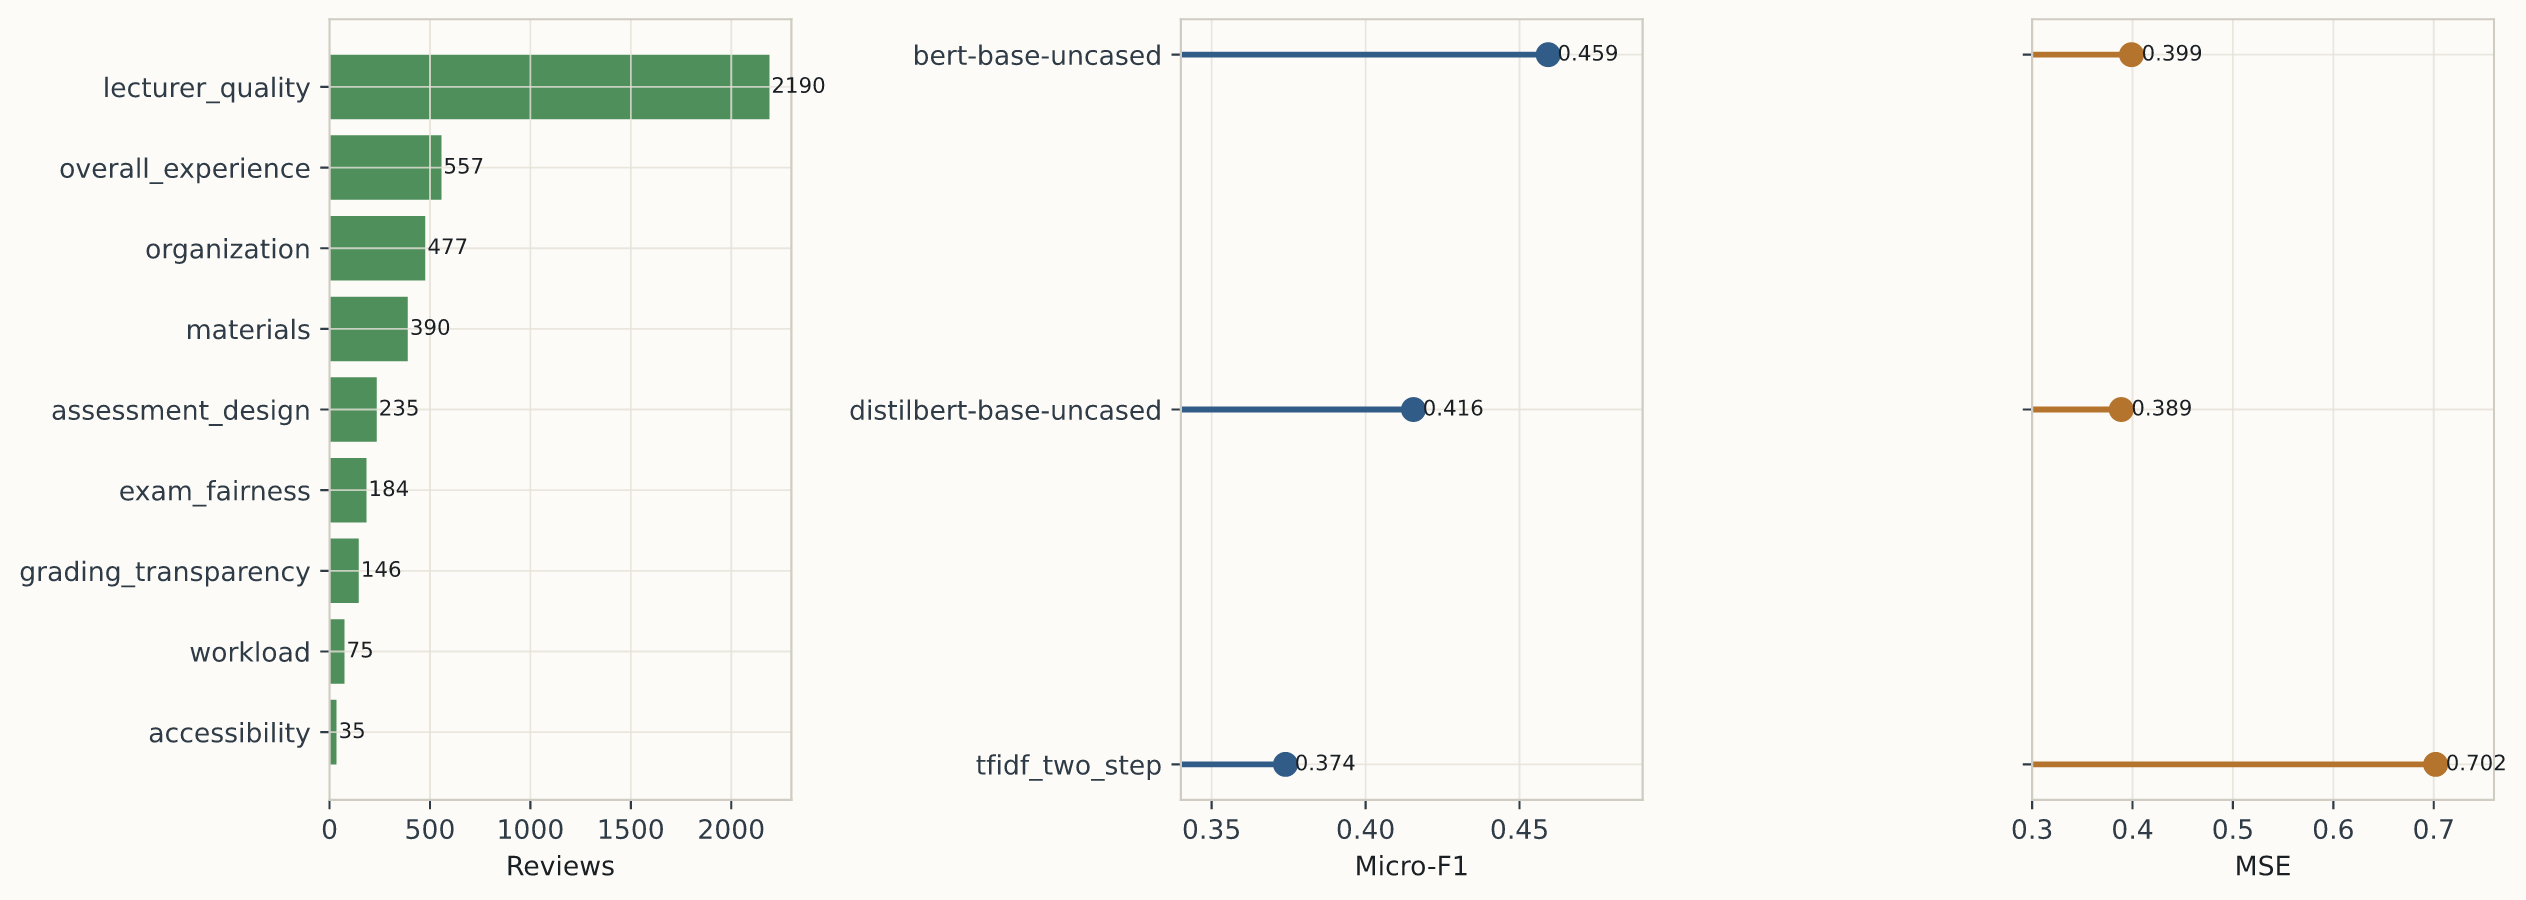 lecturer_quality 2190
overall_experience 557
organization 477
materials 390
assessment_design 235
exam_fairness 184
grading_transparency 146
workload 75
accessibility 35
0 500 1000 1500 2000
Reviews
bert-base-uncased 0.459
distilbert-base-uncased 0.416
tfidf_two_step 0.374
0.35 0.40 0.45
Micro-F1
0.399
0.389
0.702
0.3 0.4 0.5 0.6 0.7
MSE